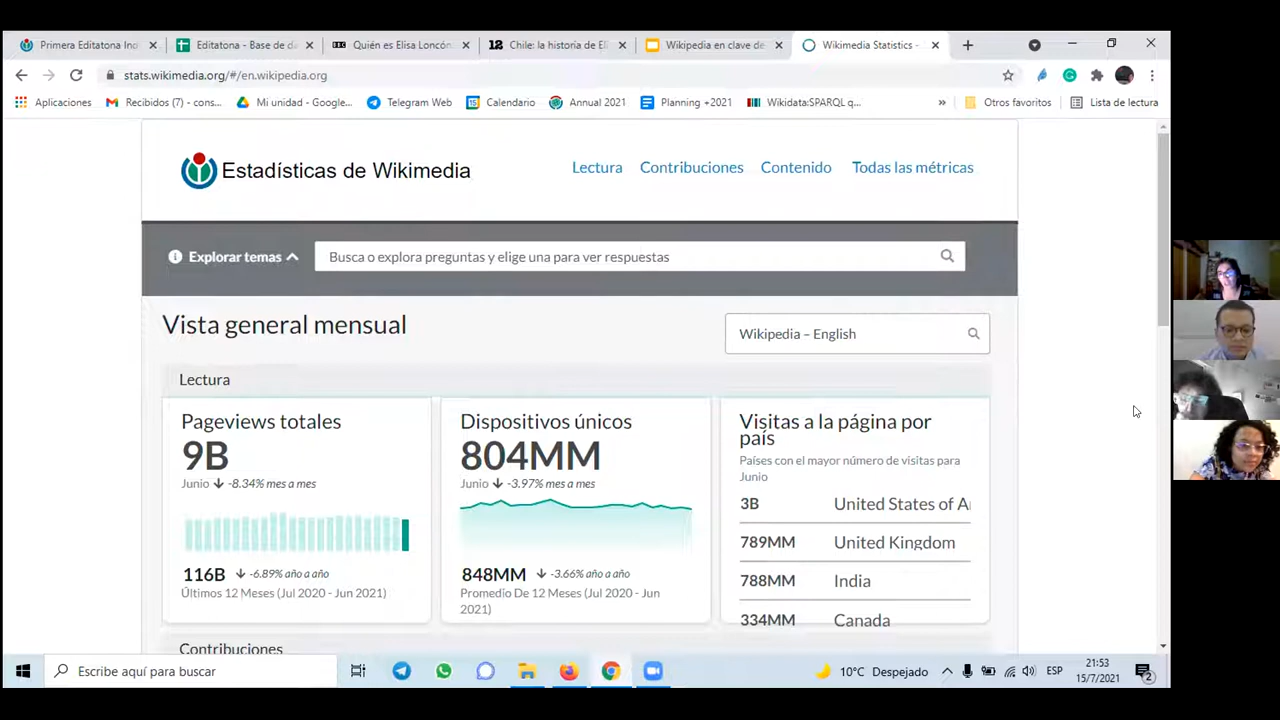 Primera Editatona Ind
Editatona - Base de da
Quién es Elisa Loncón
Chile: la historia de El
Wikipedia en clave de
Wikimedia Statistics -
stats.wikimedia.org/#/en.wikipedia.org
Aplicaciones
Recibidos (7) - cons...
Mi unidad - Google...
Telegram Web
Calendario
Annual 2021
Planning +2021
Wikidata:SPARQL q...
»
Otros favoritos
Lista de lectura
Estadísticas de Wikimedia
Lectura
Contribuciones
Contenido
Todas las métricas
Explorar temas
Busca o explora preguntas y elige una para ver respuestas
Vista general mensual
Wikipedia – English
Lectura
Pageviews totales
9B
Junio ↓ -8.34% mes a mes
116B ↓ -6.89% año a año
Últimos 12 Meses (Jul 2020 - Jun 2021)
Dispositivos únicos
804MM
Junio ↓ -3.97% mes a mes
848MM ↓ -3.66% año a año
Promedio De 12 Meses (Jul 2020 - Jun
2021)
Visitas a la página por
país
Países con el mayor número de visitas para
Junio
3B United States of A
789MM United Kingdom
788MM India
334MM Canada
Contribuciones
Escribe aquí para buscar
10°C Despejado
ESP
21:53
15/7/2021
2